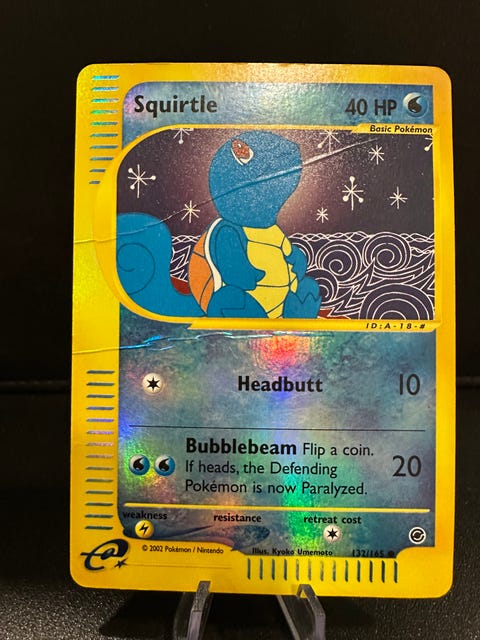 Squirtle 40 HP
Basic Pokémon
ID:A-18-#
Headbutt 10
Bubblebeam Flip a coin.
If heads, the Defending 20
Pokémon is now Paralyzed.
weakness resistance retreat cost
© 2002 Pokémon / Nintendo Illus. Kyoko Umemoto 132/165